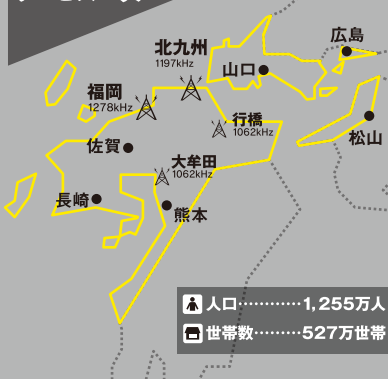 北九州
1197kHz
広島
山口
福岡
1278kHz
行橋
1062kHz
松山
佐賀
大牟田
1062kHz
長崎
熊本
人口…………1,255万人
世帯数………527万世帯